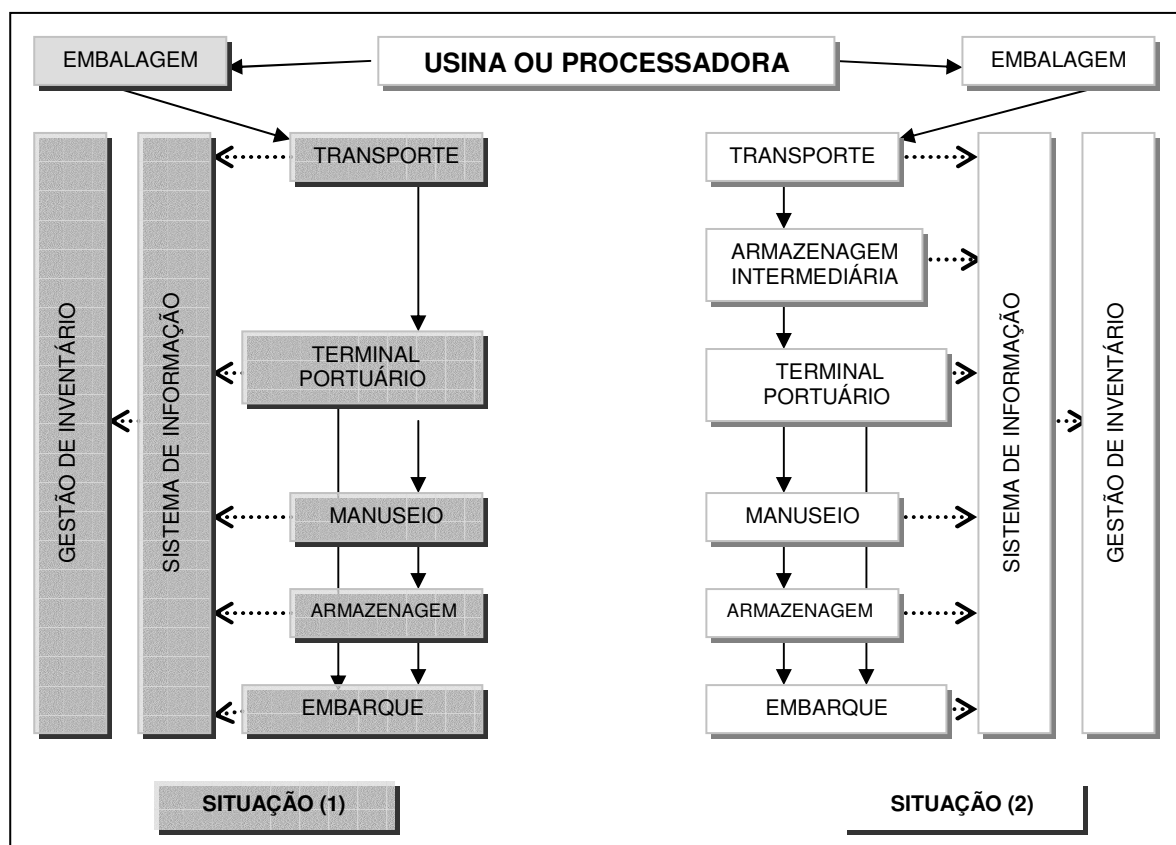 EMBALAGEM
USINA OU PROCESSADORA
EMBALAGEM
GESTÃO DE INVENTÁRIO
SISTEMA DE INFORMAÇÃO
TRANSPORTE
TERMINAL
PORTUÁRIO
MANUSEIO
ARMAZENAGEM
EMBARQUE
TRANSPORTE
ARMAZENAGEM
INTERMEDIÁRIA
TERMINAL
PORTUÁRIO
MANUSEIO
ARMAZENAGEM
EMBARQUE
SISTEMA DE INFORMAÇÃO
GESTÃO DE INVENTÁRIO
SITUAÇÃO (1)
SITUAÇÃO (2)